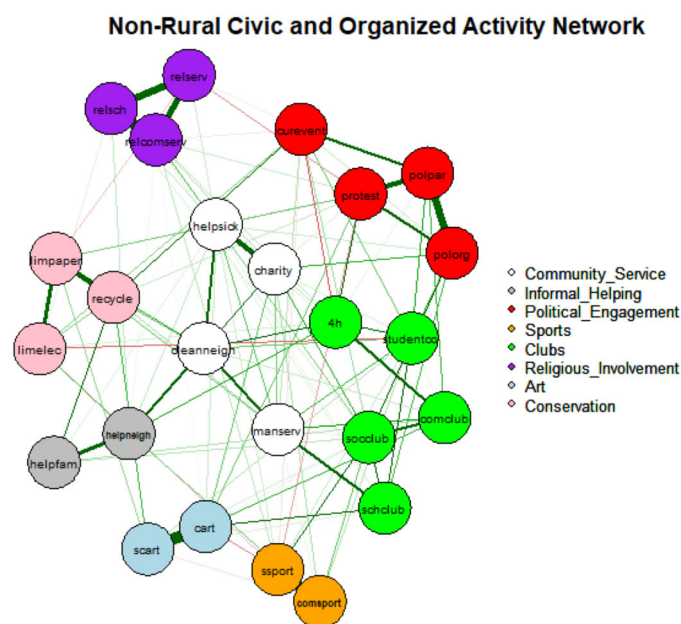 Non-Rural Civic and Organized Activity Network
relserv
relsch
relcomserv
curevent
polpar
protest
helpsick
polorg
limpaper
charity
recycle
4h
studentco
limelec
cleanneigh
comclub
manserv
helpneigh
socclub
helpfam
schclub
cart
scart
ssport
comsport
Community_Service
Informal_Helping
Political_Engagement
Sports
Clubs
Religious_Involvement
Art
Conservation